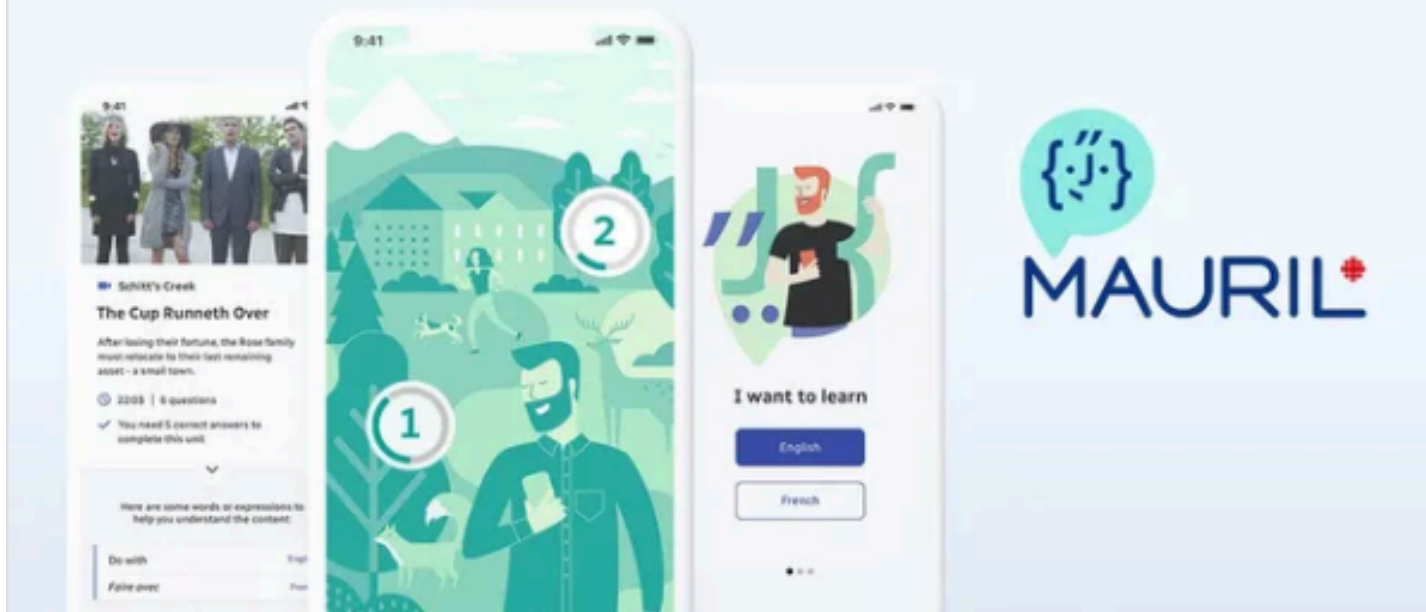 9:41
Schitt's Creek
The Cup Runneth Over
After losing their fortune, the Rose family
must relocate to their last remaining
asset - a small town.
6 questions
You need 5 correct answers to
complete this unit
Here are some words or expressions to
help you understand the content:
Do with
Faire avec
9:41
2
1
I want to learn
English
French
MAURIL